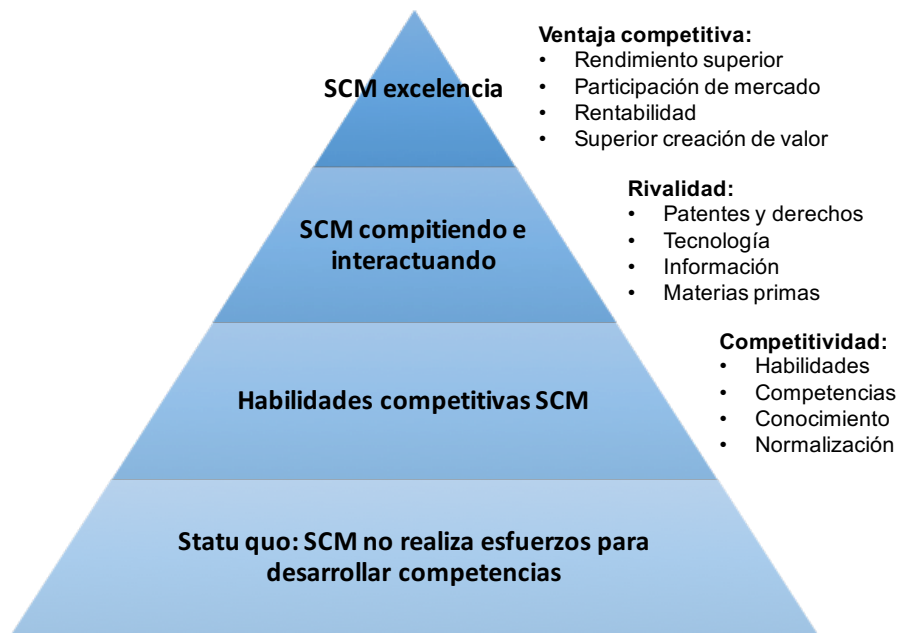 Ventaja competitiva:
• Rendimiento superior
• Participación de mercado
• Rentabilidad
• Superior creación de valor
SCM excelencia
Rivalidad:
• Patentes y derechos
• Tecnología
• Información
• Materias primas
SCM compitiendo e
interactuando
Competitividad:
• Habilidades
• Competencias
• Conocimiento
• Normalización
Habilidades competitivas SCM
Statu quo: SCM no realiza esfuerzos para
desarrollar competencias